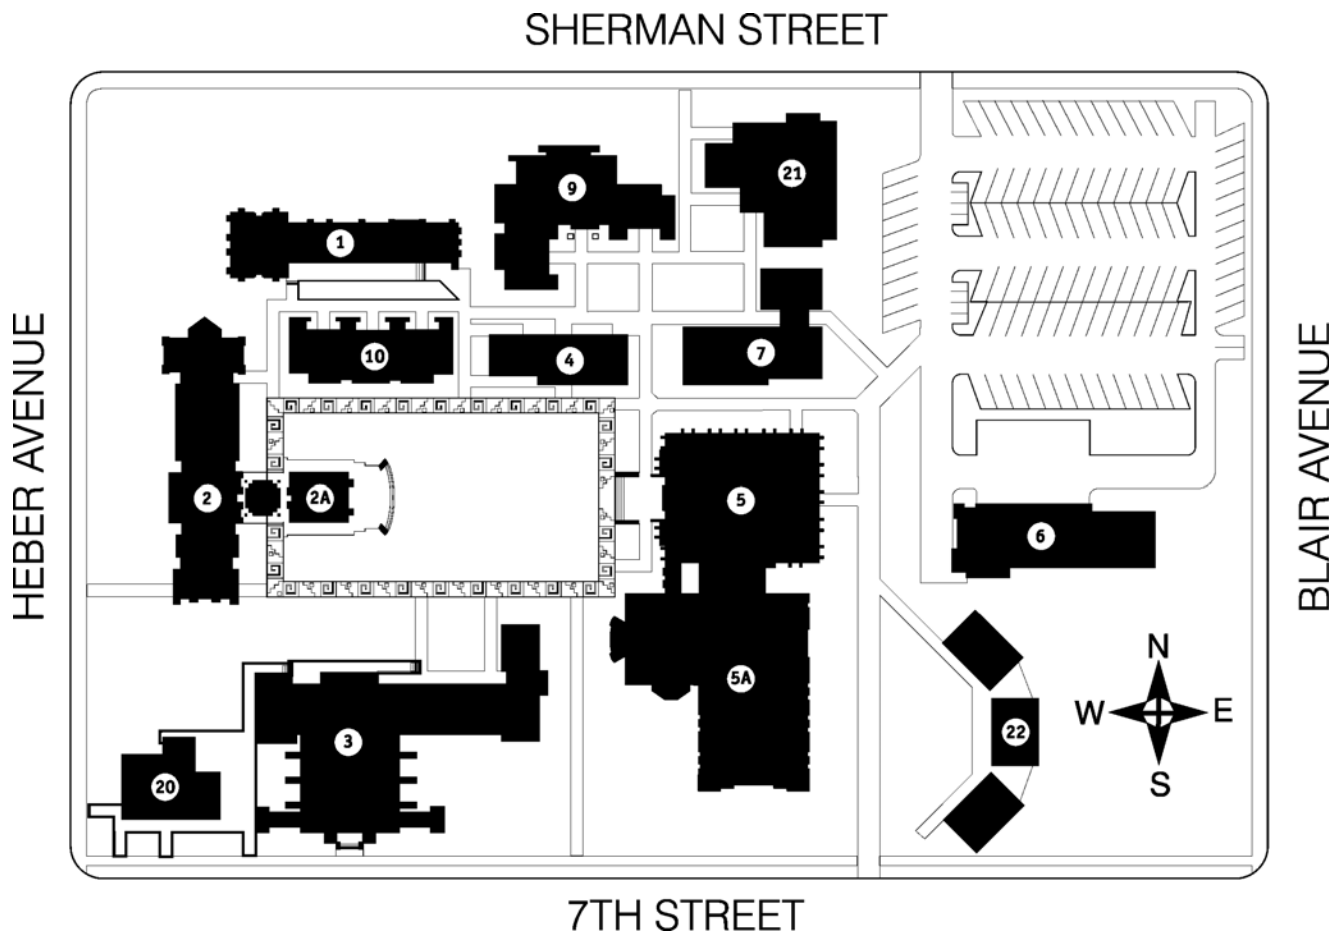 SHERMAN STREET
21
9
1
HEBER AVENUE
BLAIR AVENUE
10
4
7
2
2A
5
6
N
W E
S
5A
22
3
20
7TH STREET